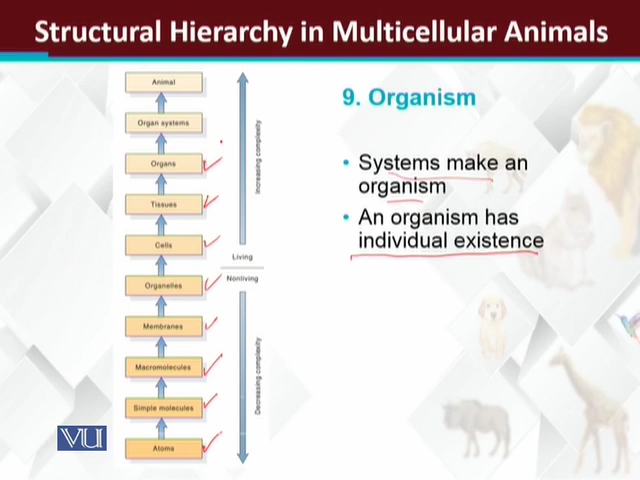 Structural Hierarchy in Multicellular Animals
Animal
Organ systems
Organs
Tissues
Cells
Organelles
Membranes
Macromolecules
Simple molecules
Atoms
Increasing complexity
Living
Nonliving
Decreasing complexity
9. Organism
• Systems make an
organism
• An organism has
individual existence
VU